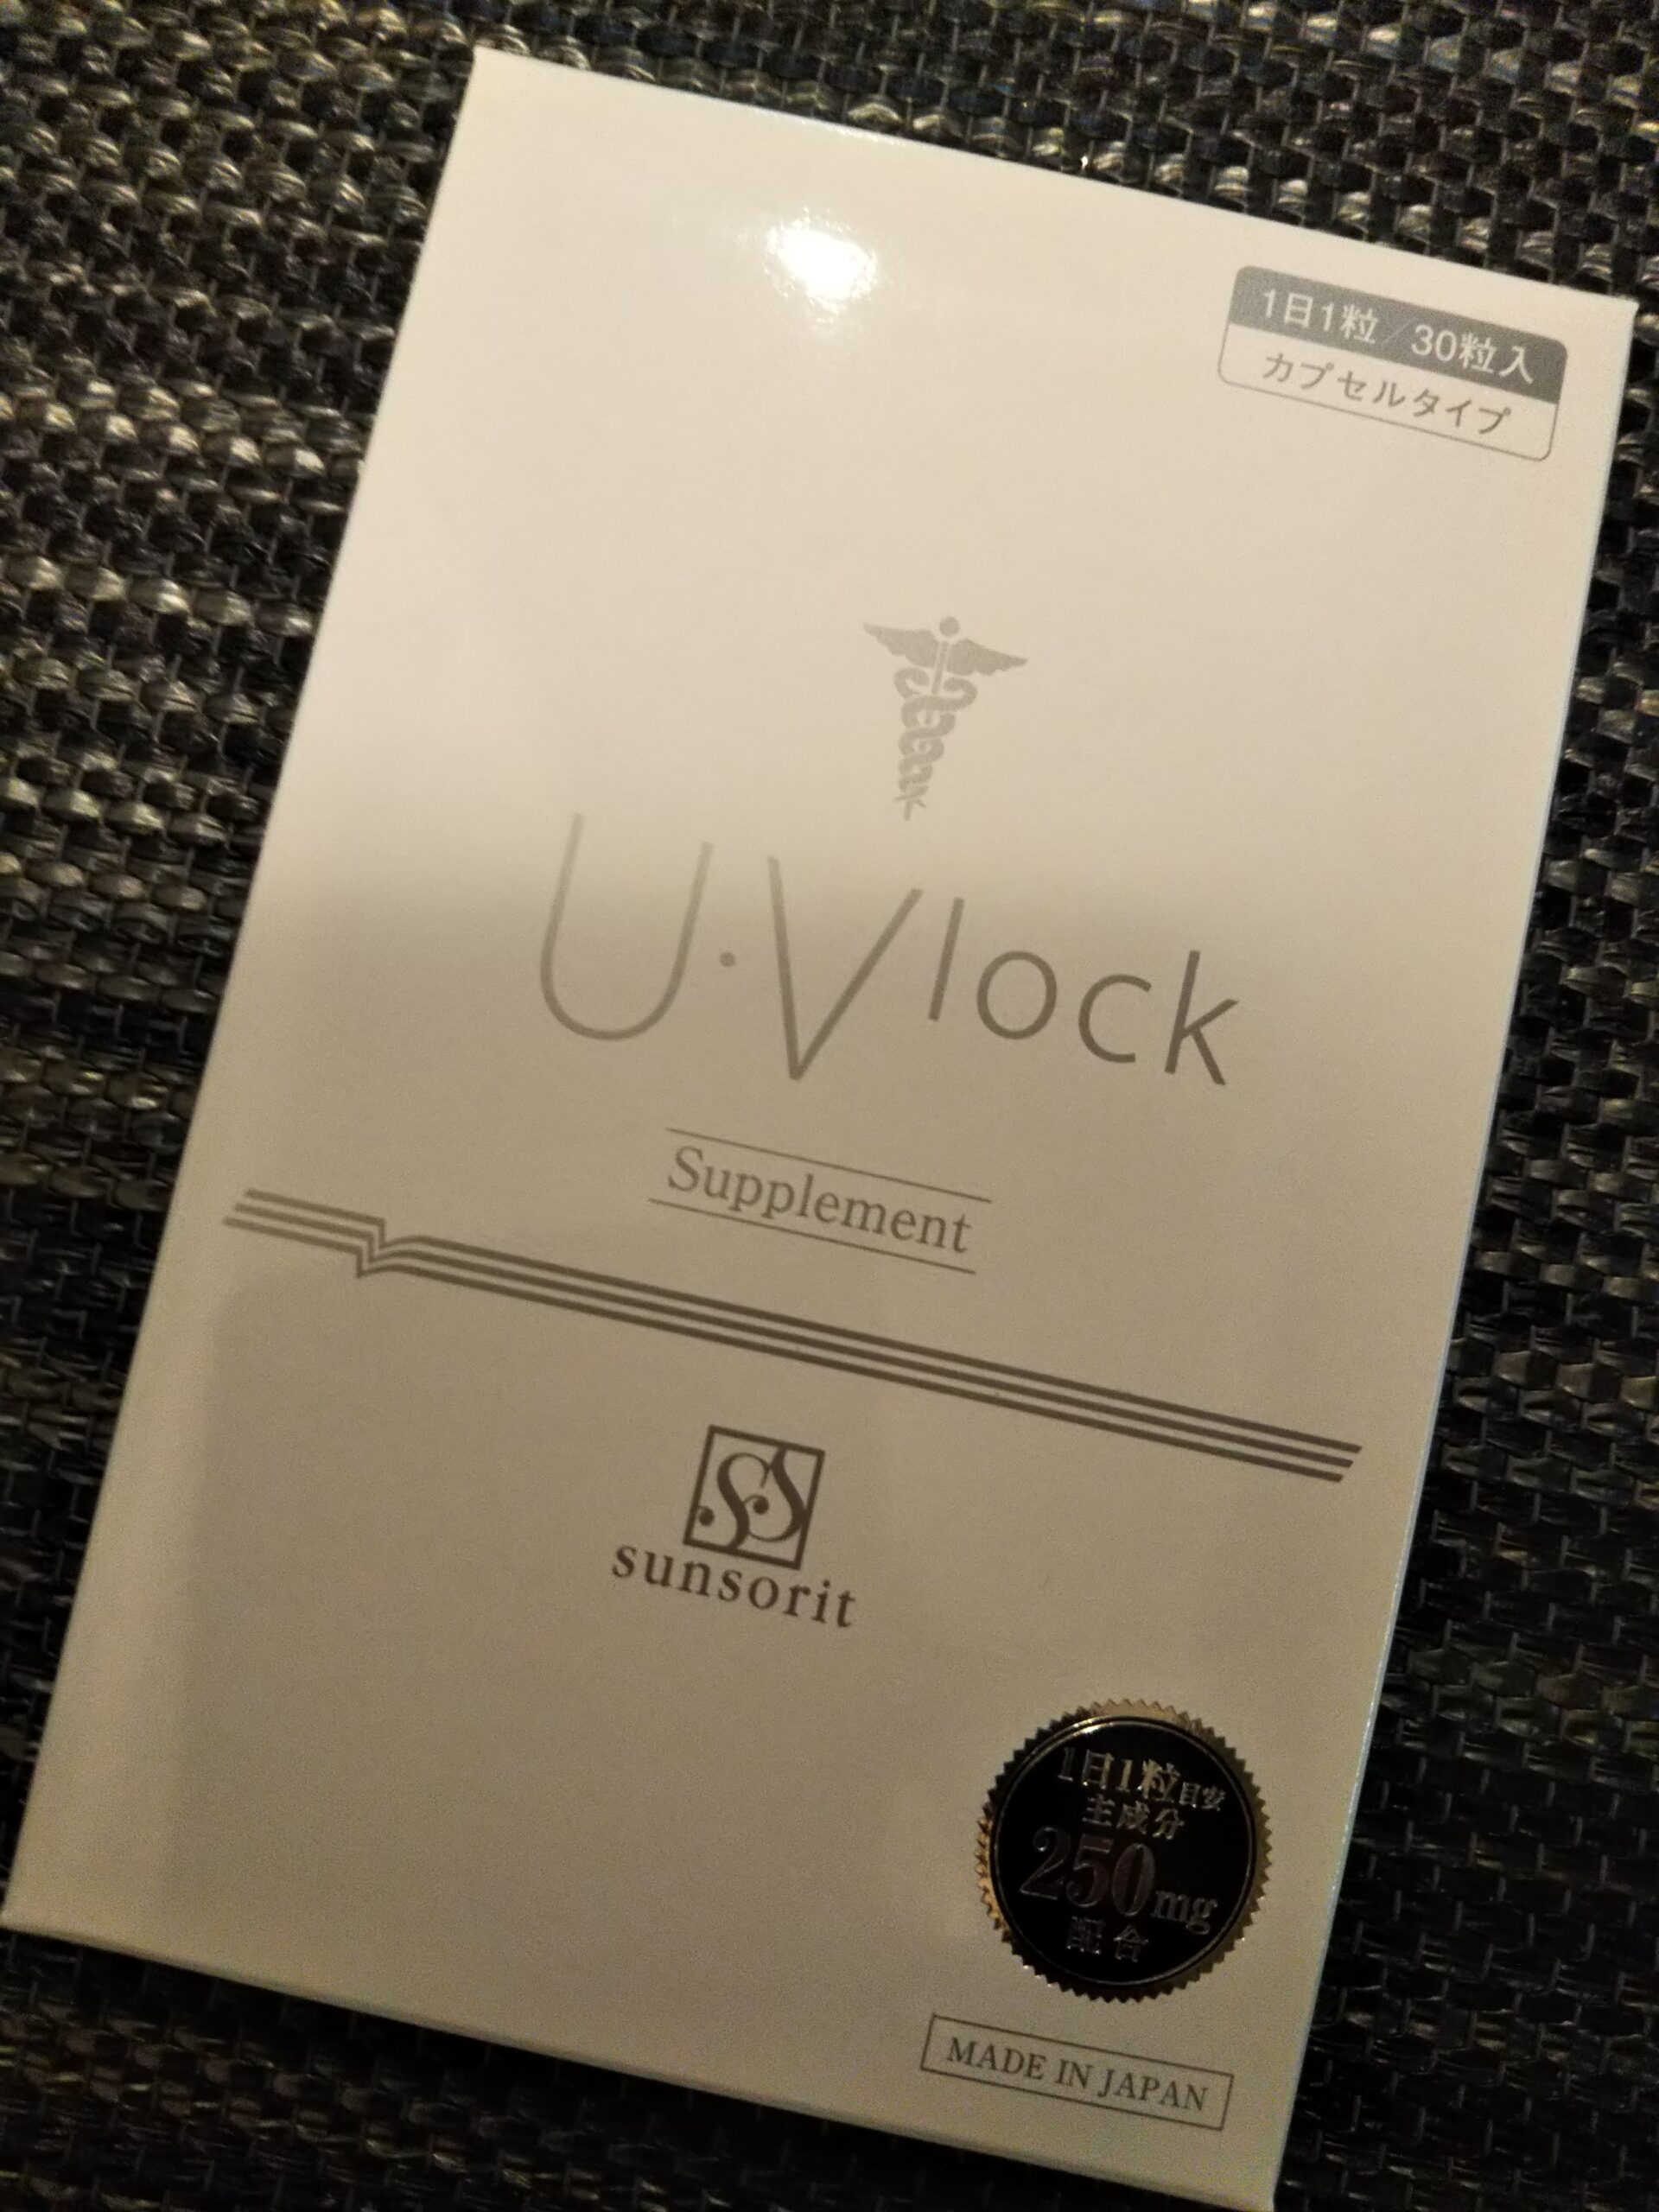 1日1粒/30粒入
カプセルタイプ
U・Vlock
Supplement
SS
sunsorit
1日1粒目安
主成分
250mg
配合
MADE IN JAPAN